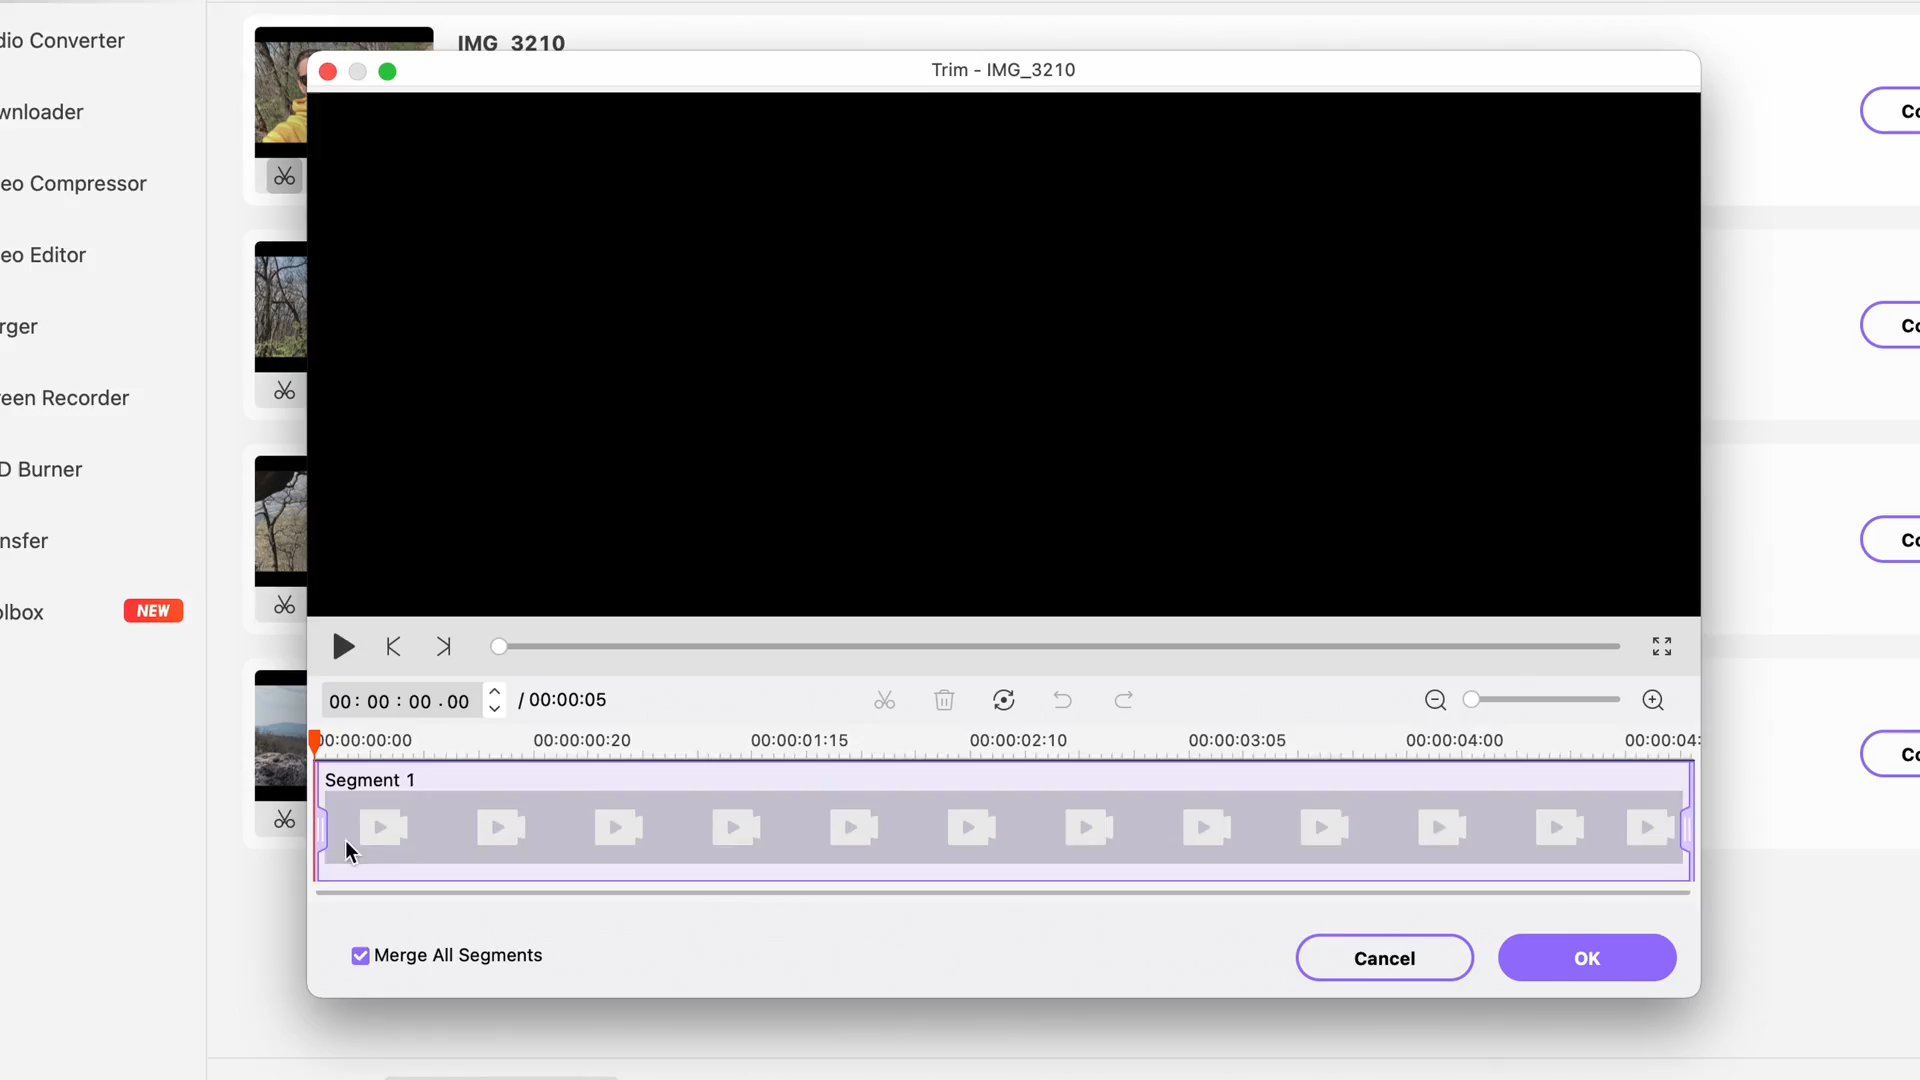 dio Converter
wnloader
eo Compressor
eo Editor
rger
reen Recorder
D Burner
nsfer
olbox
NEW
IMG_3210
Trim - IMG_3210
00:00:00.00
/ 00:00:05
00:00:00:00
00:00:00:20
00:00:01:15
00:00:02:10
00:00:03:05
00:00:04:00
00:00:04:
Segment 1
Merge All Segments
Cancel
OK
Co
Co
Co
Co